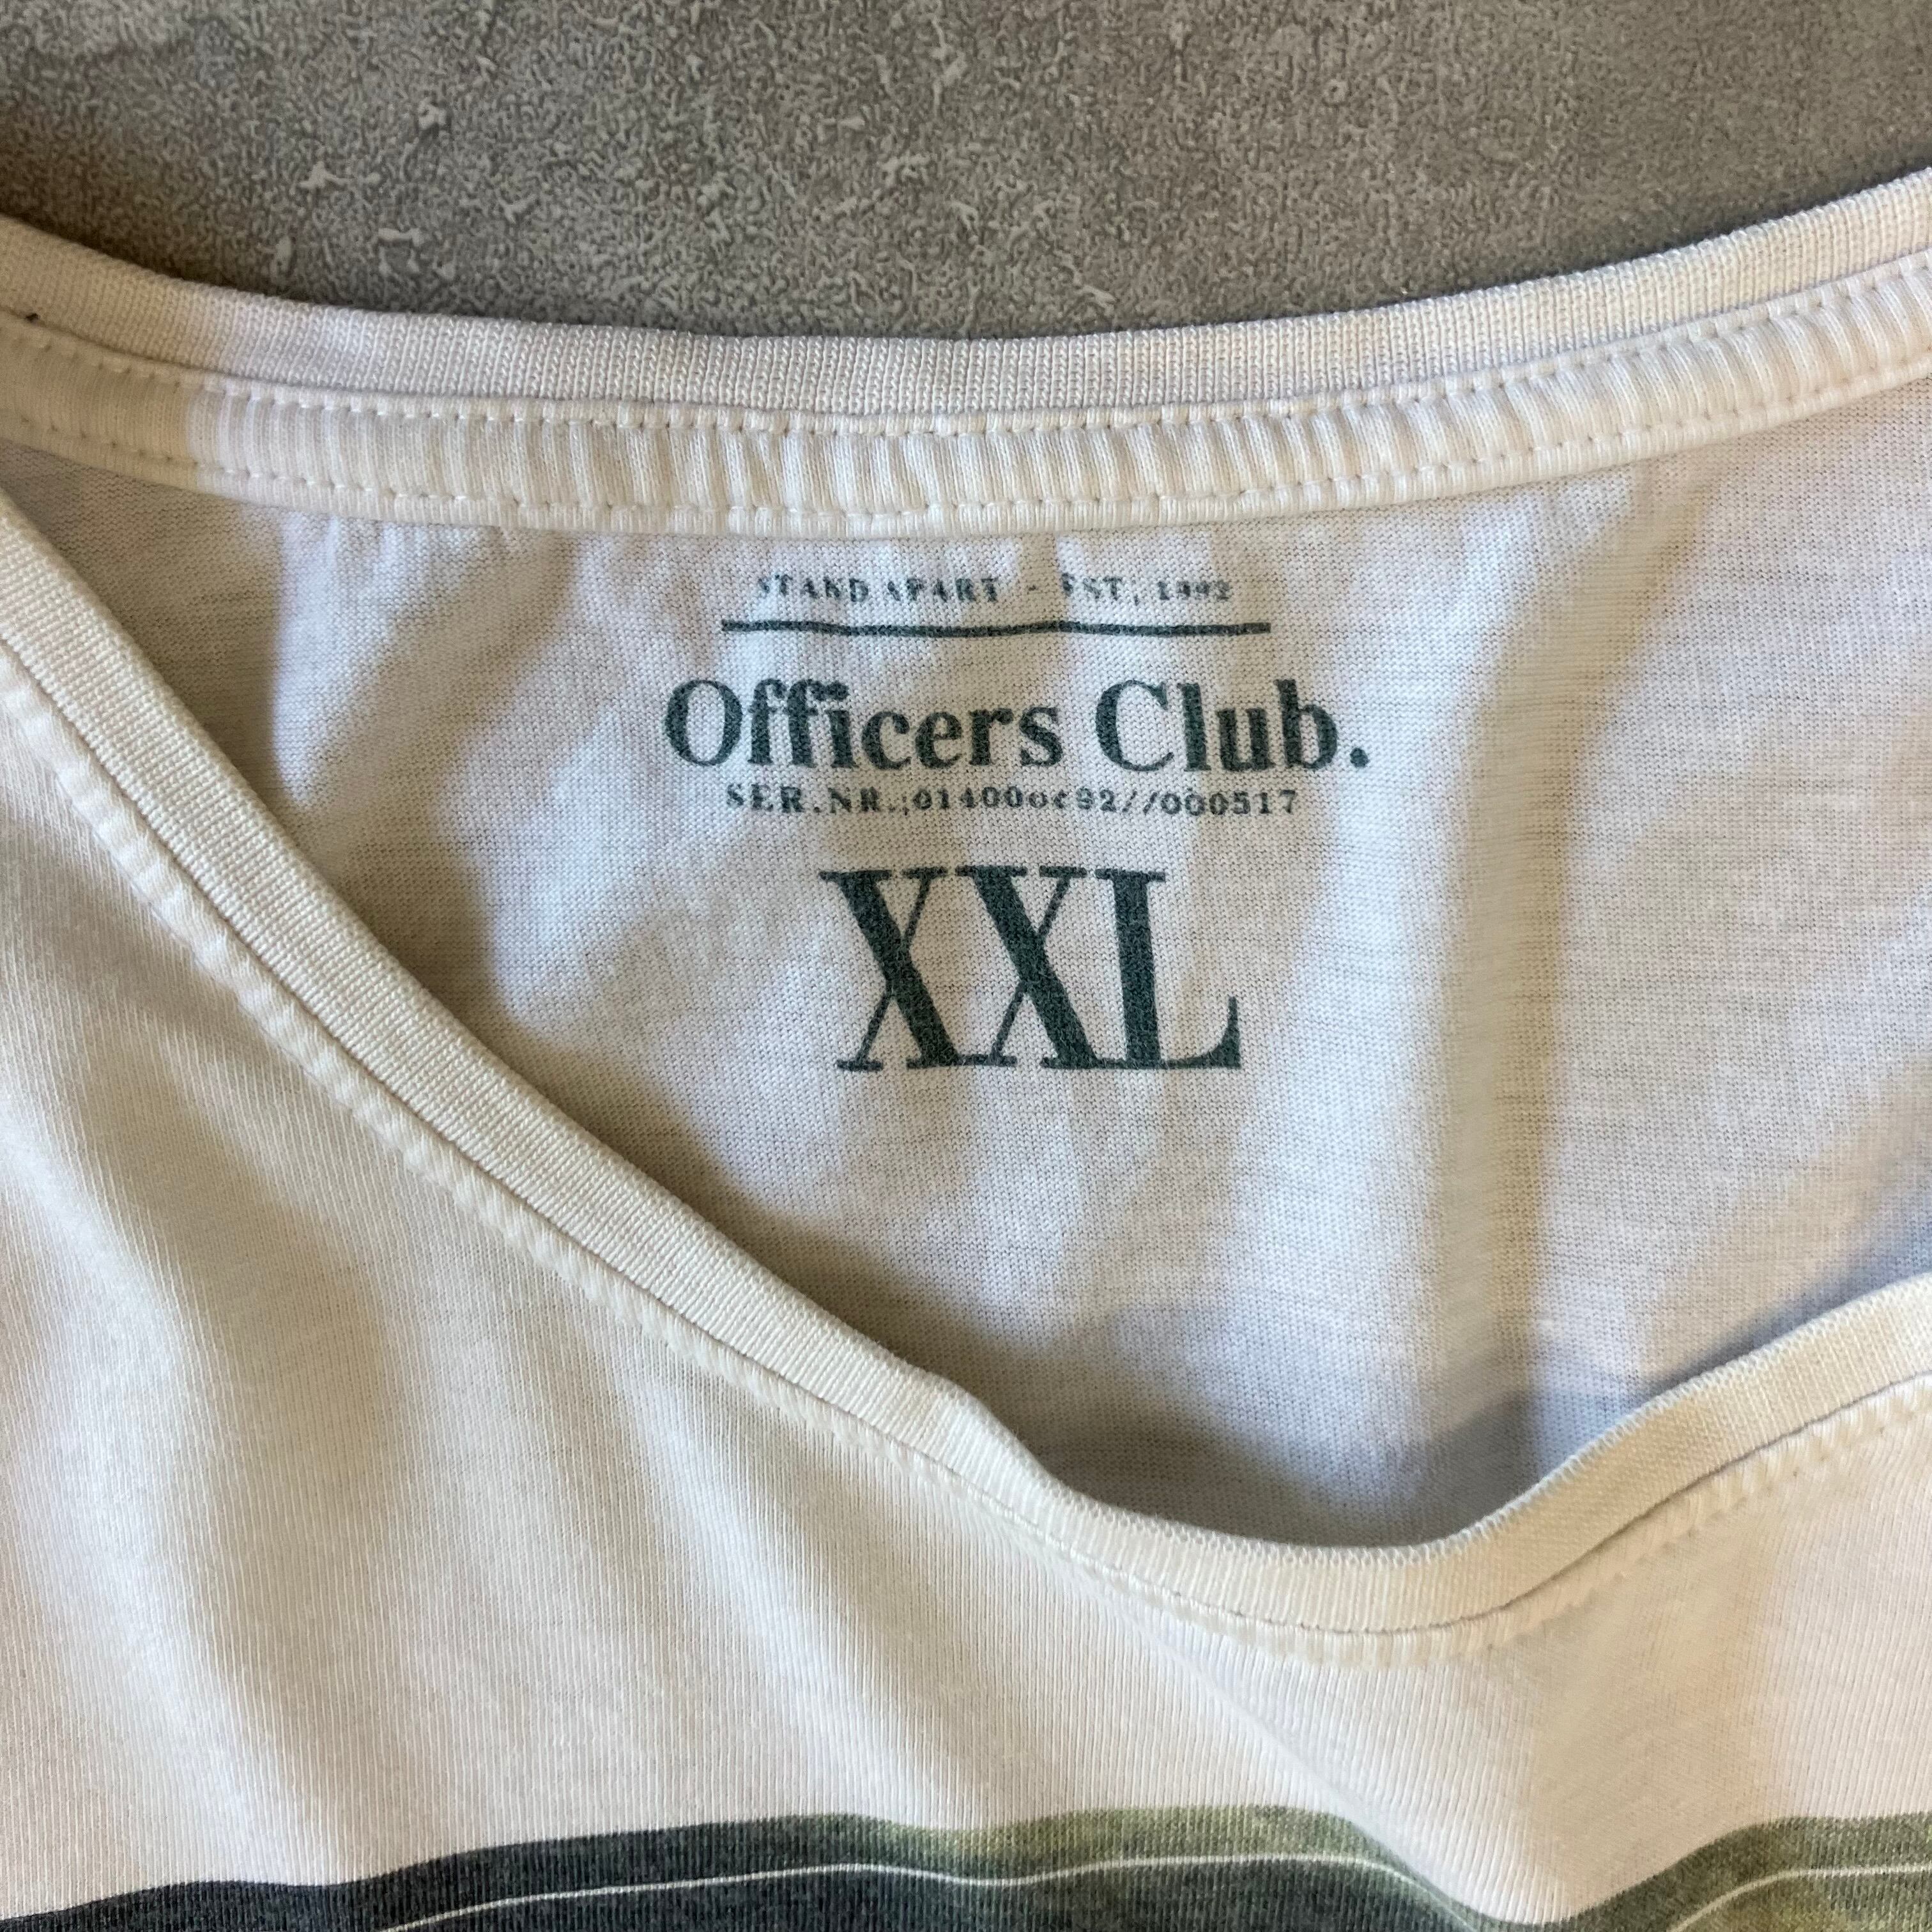 STAND APART - EST, 1992
Officers Club.
SER.NR.;01400oc92//000517
XXL